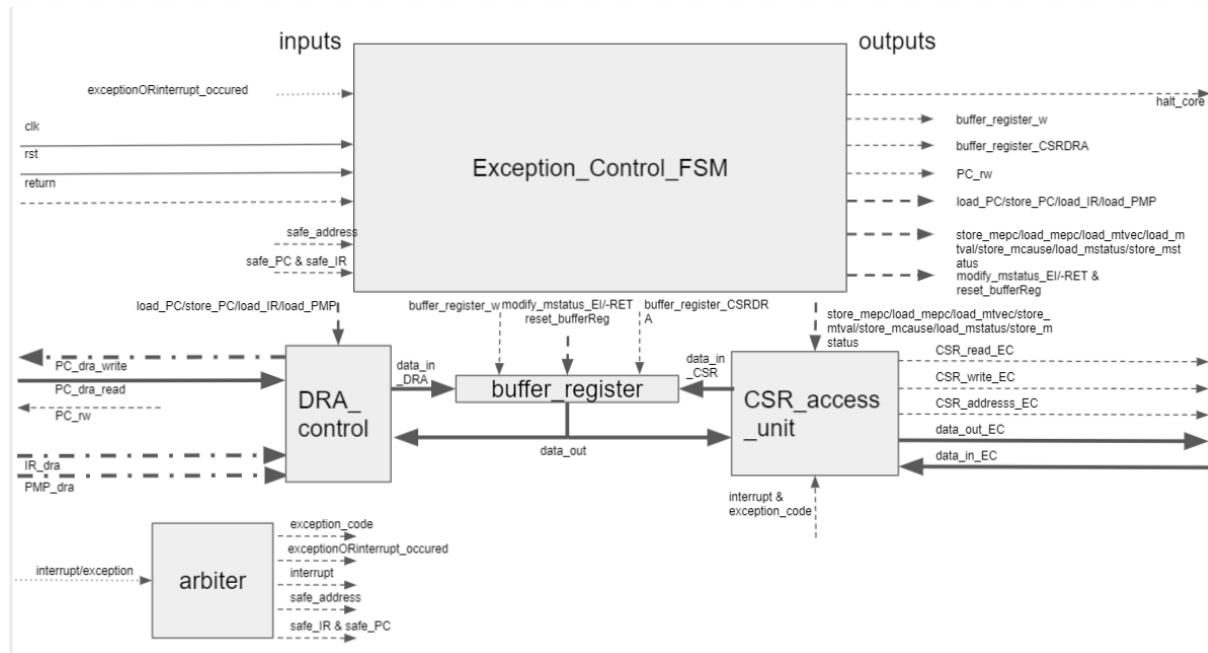 inputs
outputs
exceptionORinterrupt_occured
halt_core
buffer_register_w
clk
buffer_register_CSRDRA
rst
Exception_Control_FSM
PC_rw
return
load_PC/store_PC/load_IR/load_PMP
safe_address
store_mepc/load_mepc/load_mtvec/load_m
tval/store_mcause/load_mstatus/store_mst
atus
safe_PC & safe_IR
modify_mstatus_EI/-RET &
reset_bufferReg
load_PC/store_PC/load_IR/load_PMP
buffer_register_w
modify_mstatus_EI/-RET
reset_bufferReg
buffer_register_CSRDR
A
store_mepc/load_mepc/load_mtvec/store_
mtval/store_mcause/load_mstatus/store_m
status
PC_dra_write
PC_dra_read
PC_rw
IR_dra
PMP_dra
DRA_
control
data_in
_DRA
buffer_register
data_in
_CSR
data_out
CSR_access
_unit
CSR_read_EC
CSR_write_EC
CSR_addresss_EC
data_out_EC
data_in_EC
interrupt &
exception_code
interrupt/exception
arbiter
exception_code
exceptionORinterrupt_occured
interrupt
safe_address
safe_IR & safe_PC